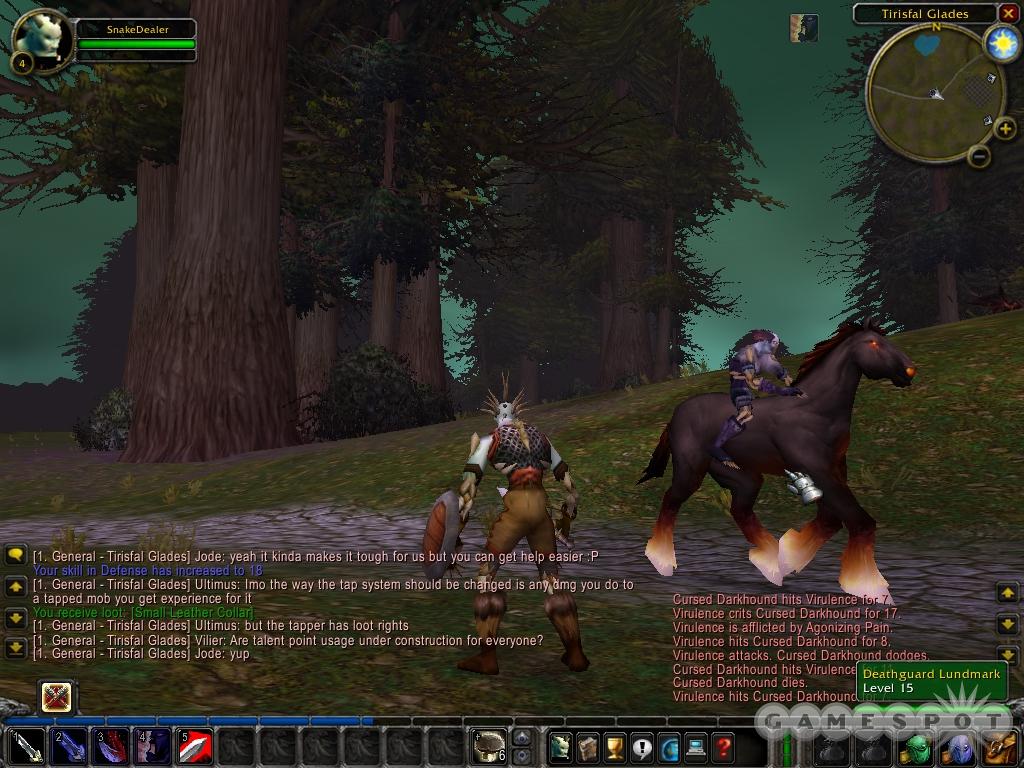 SnakeDealer
4
Tirisfal Glades
N
[1. General - Tirisfal Glades] Jode: yeah it kinda makes it tough for us but you can get help easier :P
Your skill in Defense has increased to 18
[1. General - Tirisfal Glades] Ultimus: Imo the way the tap system should be changed is any dmg you do to
a tapped mob you get experience for it
You receive loot: [Small Leather Collar]
[1. General - Tirisfal Glades] Ultimus: but the tapper has loot rights
[1. General - Tirisfal Glades] Vilier: Are talent point usage under construction for everyone?
[1. General - Tirisfal Glades] Jode: yup
Cursed Darkhound hits Virulence for 7.
Virulence crits Cursed Darkhound for 17.
Virulence is afflicted by Agonizing Pain.
Virulence hits Cursed Darkhound for 8.
Virulence attacks. Cursed Darkhound dodges.
Cursed Darkhound hits Virulence for 11.
Cursed Darkhound dies.
Virulence hits Cursed Darkhound for
Deathguard Lundmark
Level 15
GAMESPOT
1 2 3 4 5 6